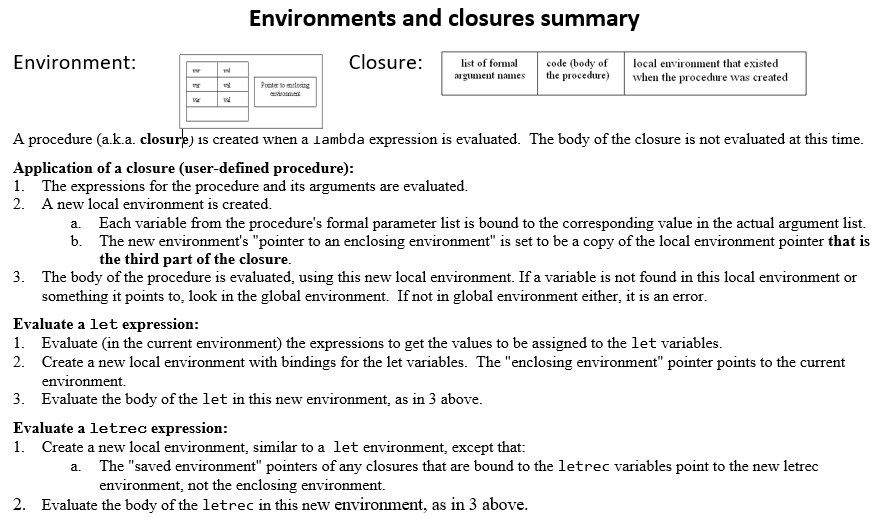 Environments and closures summary
Environment:
var val
var val
var val
Pointer to enclosing
environment
Closure:
list of formal
argument names
code (body of
the procedure)
local environment that existed
when the procedure was created
A procedure (a.k.a. closure) is created when a lambda expression is evaluated. The body of the closure is not evaluated at this time.
Application of a closure (user-defined procedure):
1. The expressions for the procedure and its arguments are evaluated.
2. A new local environment is created.
a. Each variable from the procedure's formal parameter list is bound to the corresponding value in the actual argument list.
b. The new environment's "pointer to an enclosing environment" is set to be a copy of the local environment pointer that is
the third part of the closure.
3. The body of the procedure is evaluated, using this new local environment. If a variable is not found in this local environment or
something it points to, look in the global environment. If not in global environment either, it is an error.
Evaluate a let expression:
1. Evaluate (in the current environment) the expressions to get the values to be assigned to the let variables.
2. Create a new local environment with bindings for the let variables. The "enclosing environment" pointer points to the current
environment.
3. Evaluate the body of the let in this new environment, as in 3 above.
Evaluate a letrec expression:
1. Create a new local environment, similar to a let environment, except that:
a. The "saved environment" pointers of any closures that are bound to the letrec variables point to the new letrec
environment, not the enclosing environment.
2. Evaluate the body of the letrec in this new environment, as in 3 above.